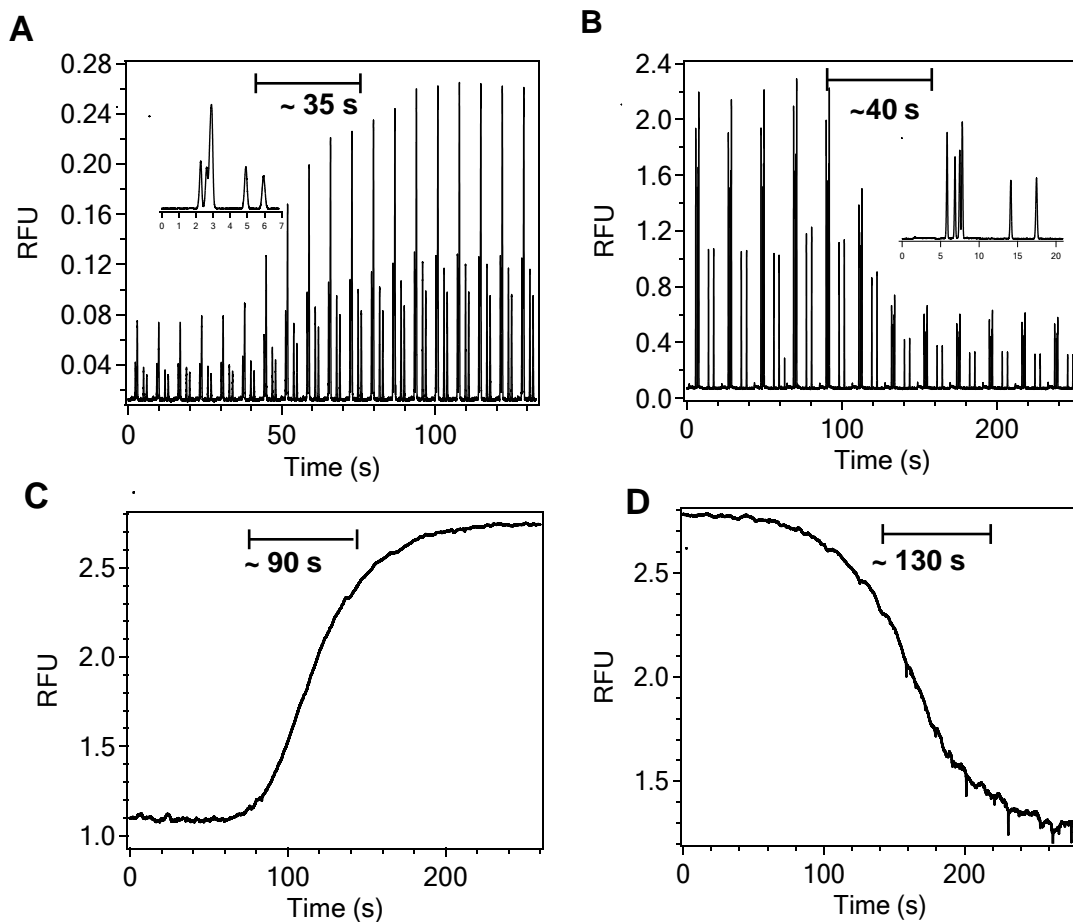 A
RFU
0.28
0.24
0.20
0.16
0.12
0.08
0.04
~ 35 s
0 1 2 3 4 5 6 7
0 50 100
Time (s)
B
RFU
2.4
2.0
1.6
1.2
0.8
0.4
0.0
~40 s
0 5 10 15 20
0 100 200
Time (s)
C
RFU
2.5
2.0
1.5
1.0
~ 90 s
0 100 200
Time (s)
D
RFU
2.5
2.0
1.5
~ 130 s
0 100 200
Time (s)